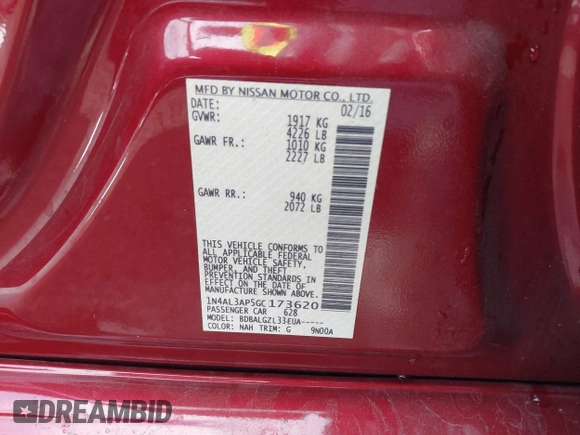 MFD BY NISSAN MOTOR CO., LTD.
DATE: 02/16
GVWR: 1917 KG
4226 LB
GAWR FR.: 1010 KG
2227 LB
GAWR RR.: 940 KG
2072 LB
THIS VEHICLE CONFORMS TO
ALL APPLICABLE FEDERAL
MOTOR VEHICLE SAFETY,
BUMPER, AND THEFT
PREVENTION STANDARDS IN
EFFECT ON THE DATE OF
MANUFACTURE SHOWN ABOVE.
1N4AL3AP5GC173620
PASSENGER CAR 628
MODEL: BDBALGZL33EUA-----
COLOR: NAH TRIM: G 9N00A
DREAMBID